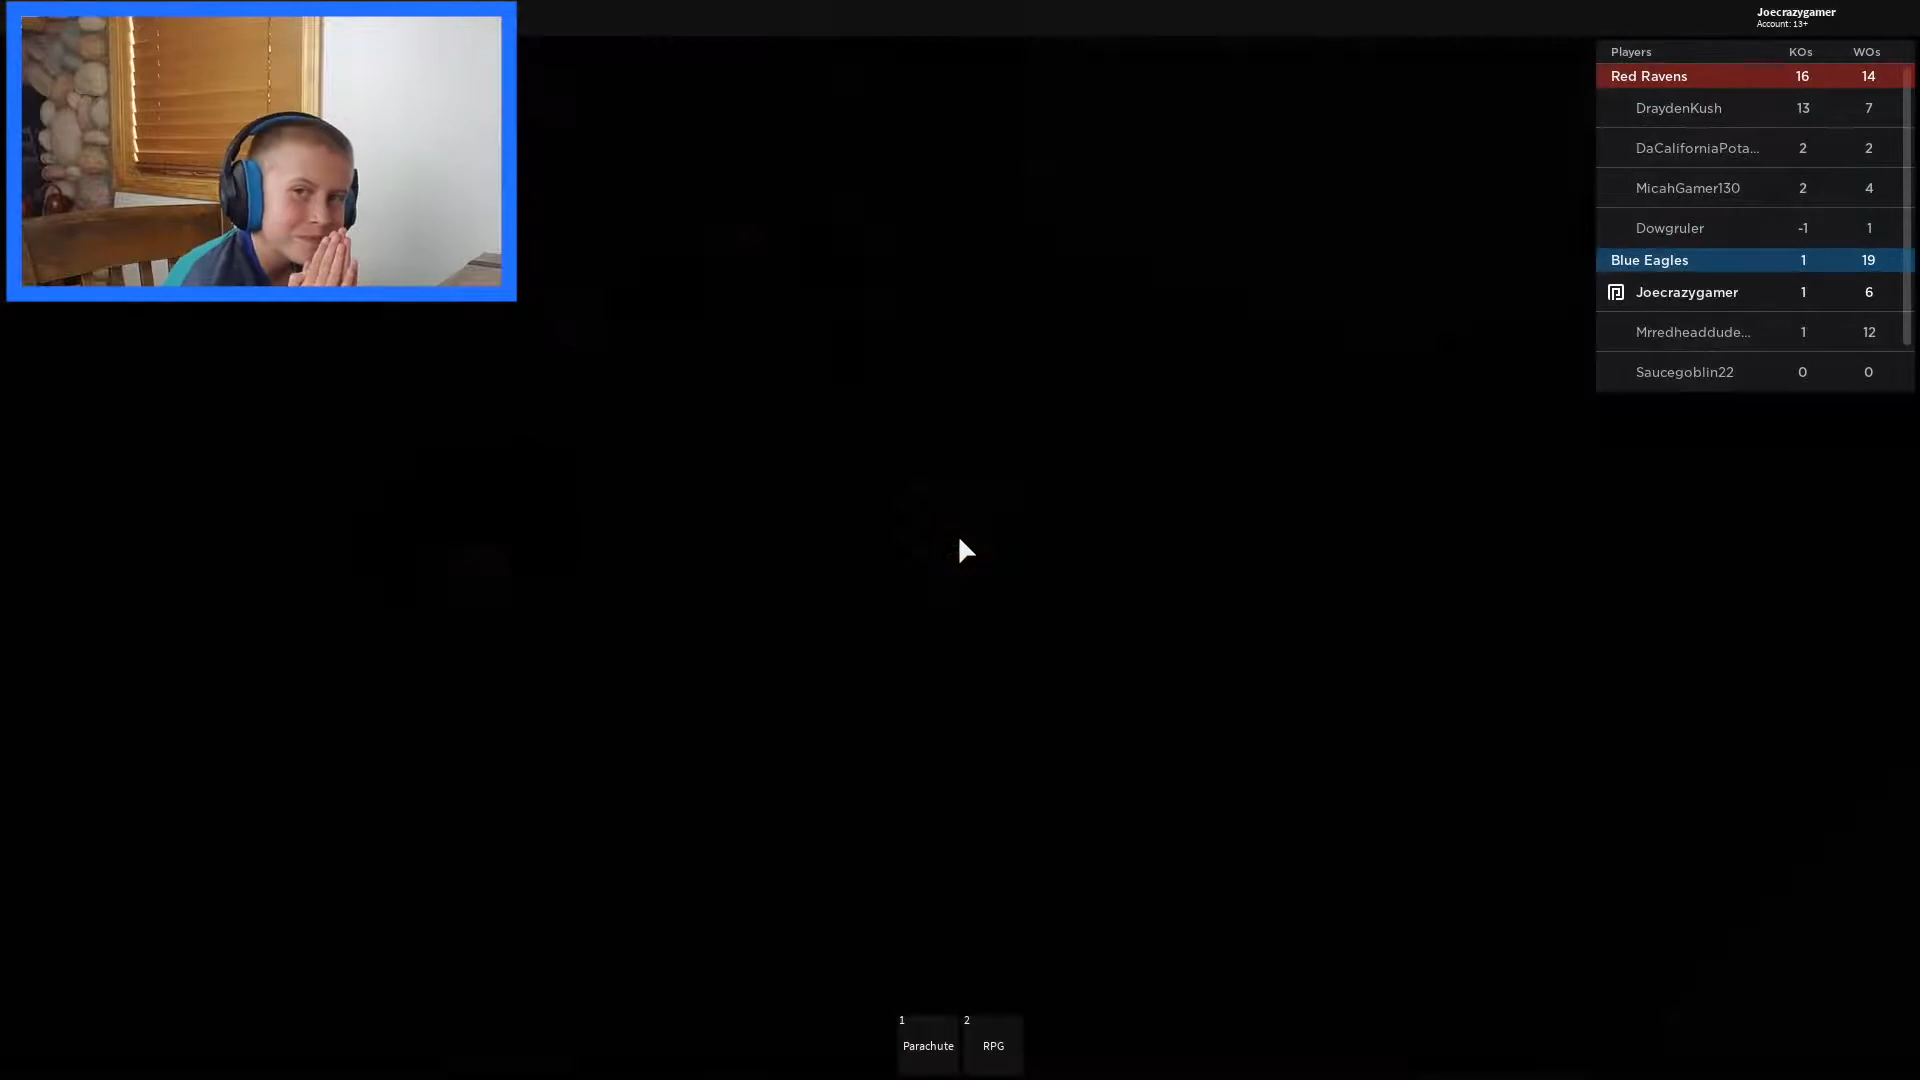 Joecrazygamer
Account: 13+
Players KOs WOs
Red Ravens 16 14
DraydenKush 13 7
DaCaliforniaPota... 2 2
MicahGamer130 2 4
Dowgruler -1 1
Blue Eagles 1 19
Joecrazygamer 1 6
Mrredheaddude... 1 12
Saucegoblin22 0 0
1 2
Parachute RPG